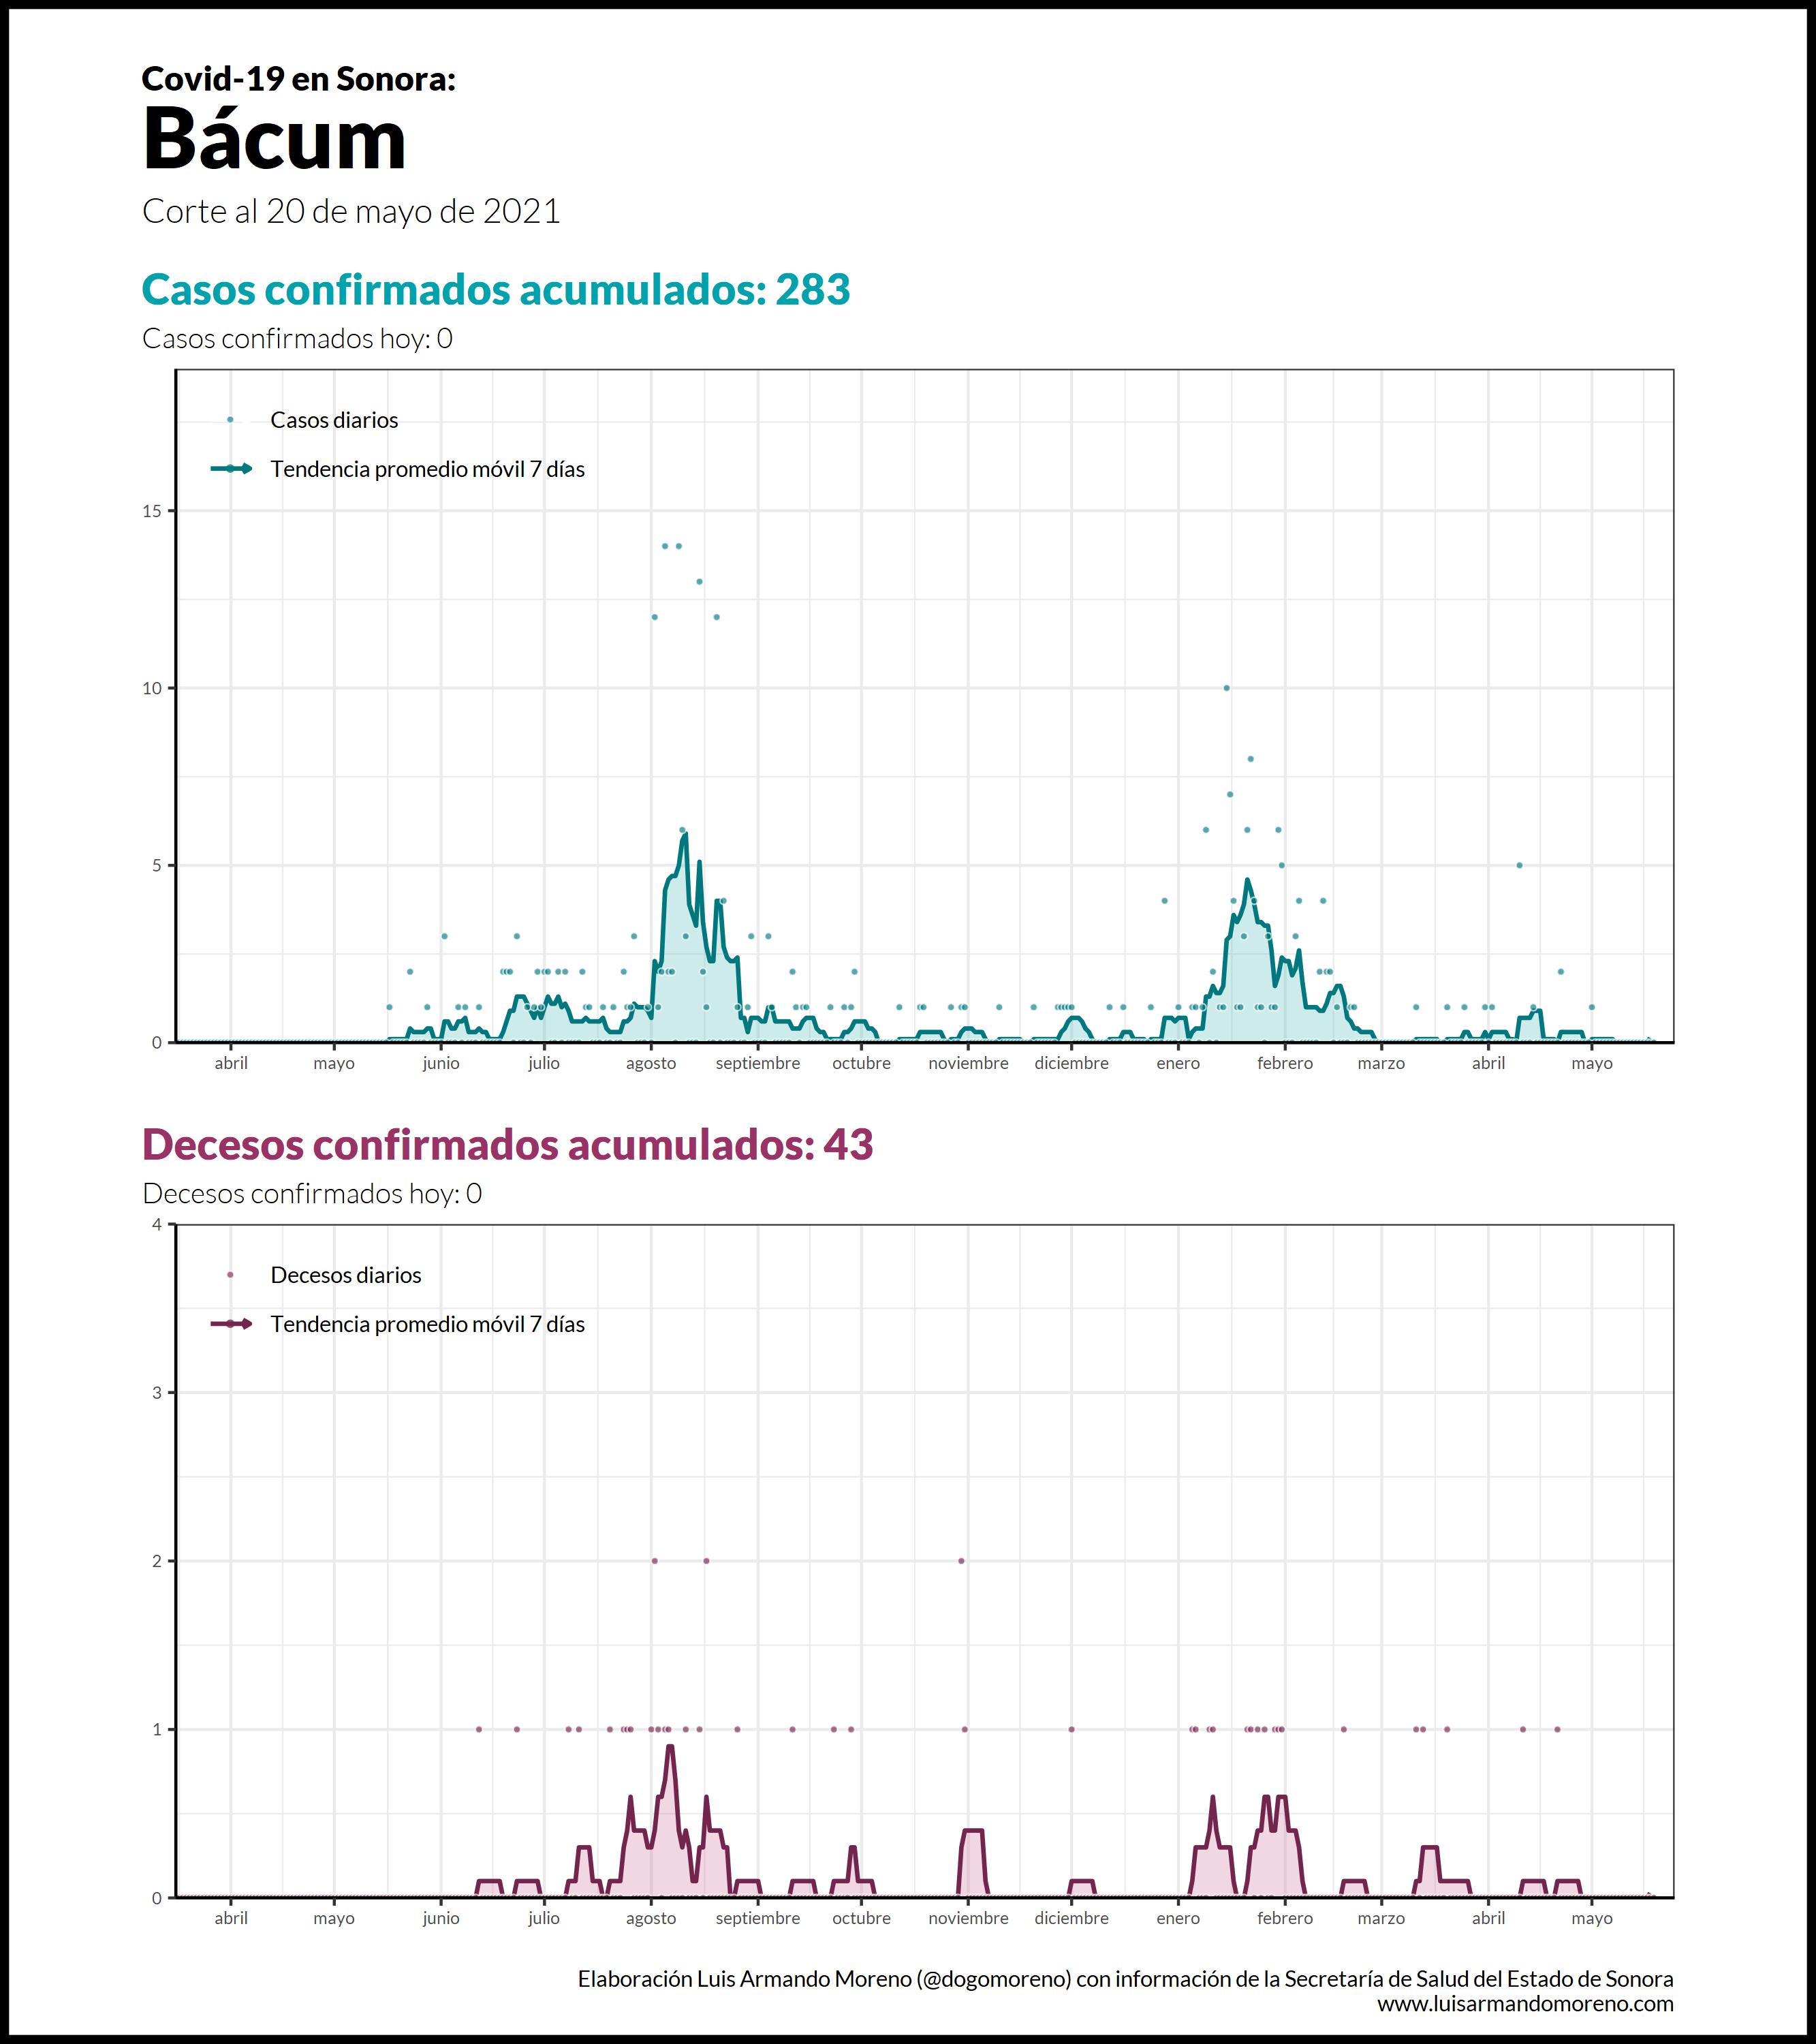 Covid-19 en Sonora:
Bácum
Corte al 20 de mayo de 2021
Casos confirmados acumulados: 283
Casos confirmados hoy: 0
Casos diarios
Tendencia promedio móvil 7 días
15
10
5
0
abril mayo junio julio agosto septiembre octubre noviembre diciembre enero febrero marzo abril mayo
Decesos confirmados acumulados: 43
Decesos confirmados hoy: 0
4
Decesos diarios
Tendencia promedio móvil 7 días
3
2
1
0
abril mayo junio julio agosto septiembre octubre noviembre diciembre enero febrero marzo abril mayo
Elaboración Luis Armando Moreno (@dogomoreno) con información de la Secretaría de Salud del Estado de Sonora
www.luisarmandomoreno.com